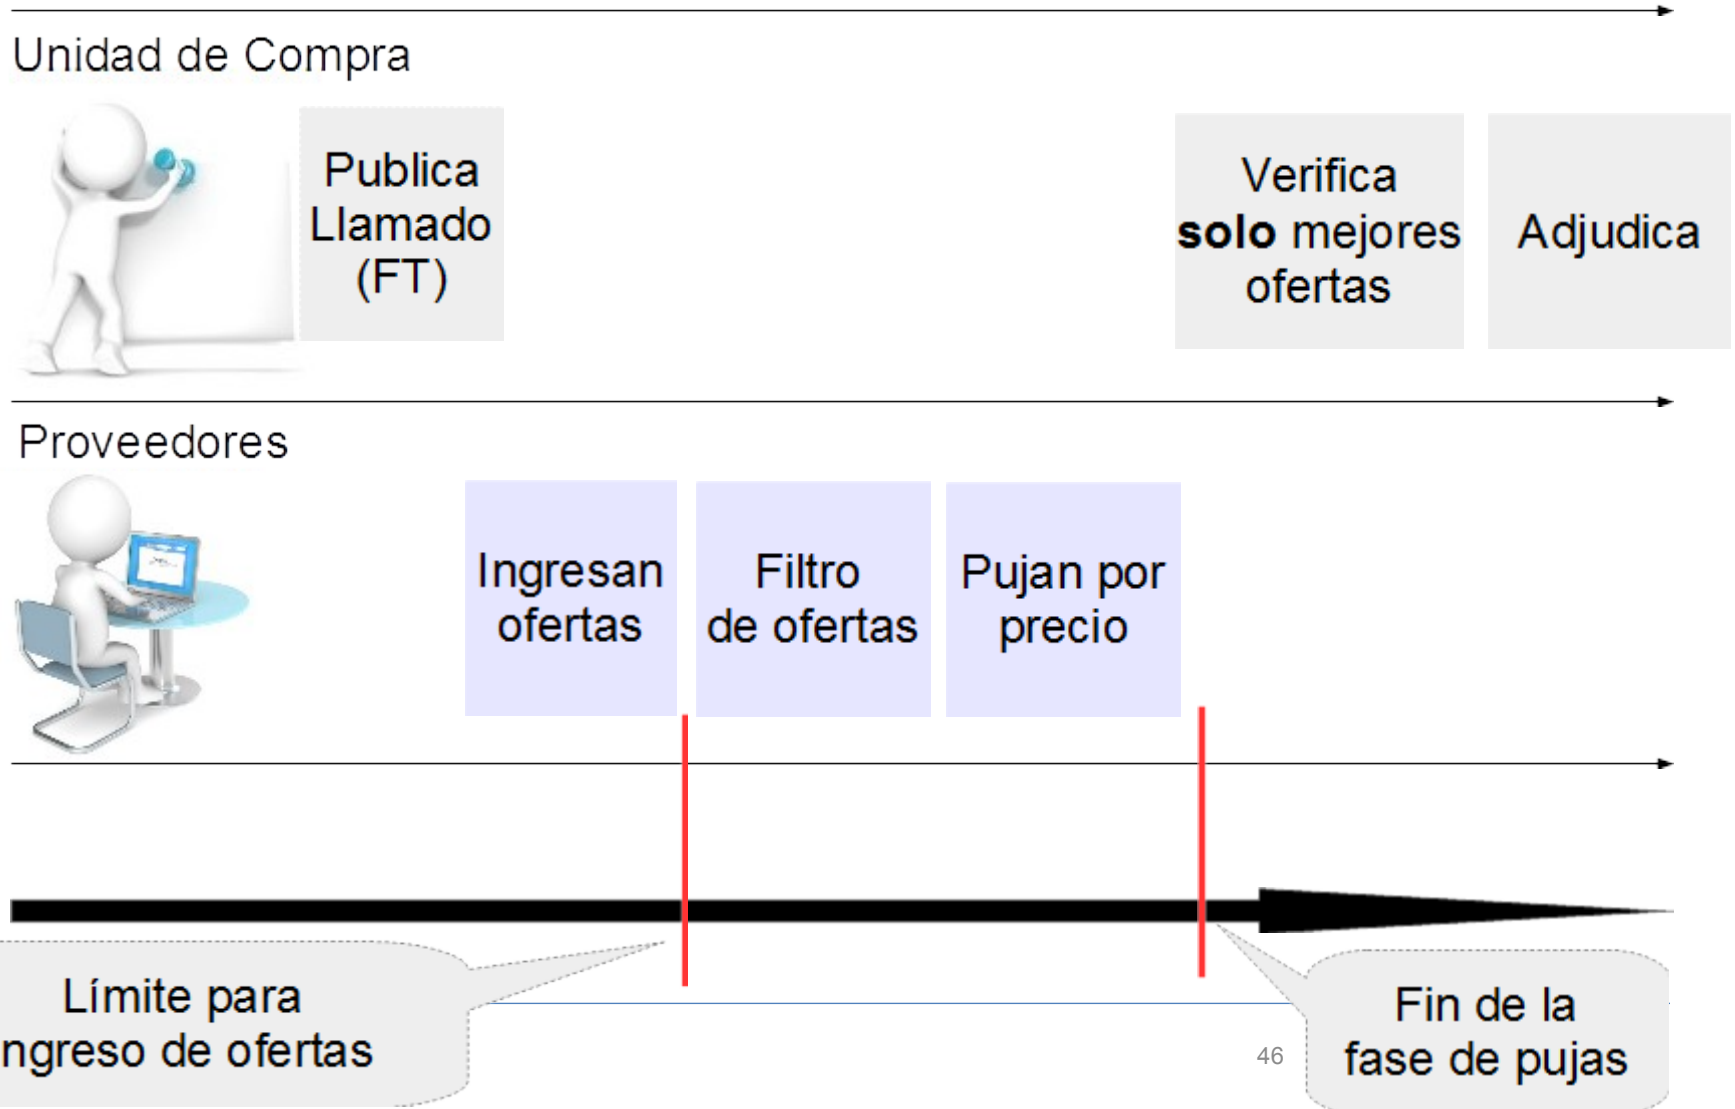 Unidad de Compra
Publica
Llamado
(FT)
Verifica
solo mejores
ofertas
Adjudica
Proveedores
Ingresan
ofertas
Filtro
de ofertas
Pujan por
precio
Límite para
ngreso de ofertas
Fin de la
fase de pujas
46